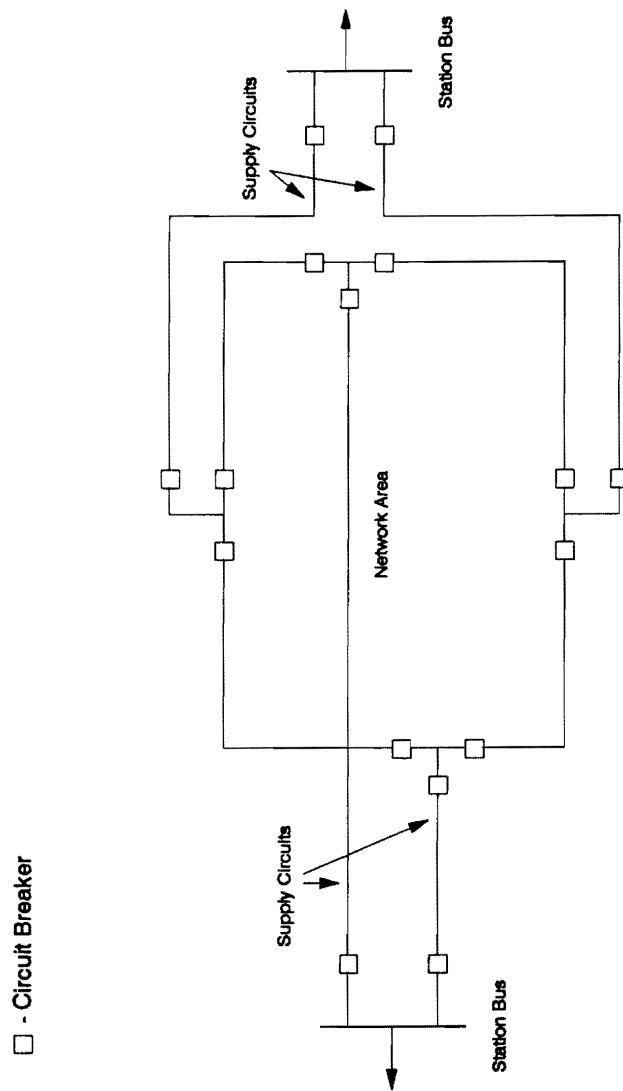 □ - Circuit Breaker
Station Bus
Supply Circuits
Network Area
Supply Circuits
Station Bus